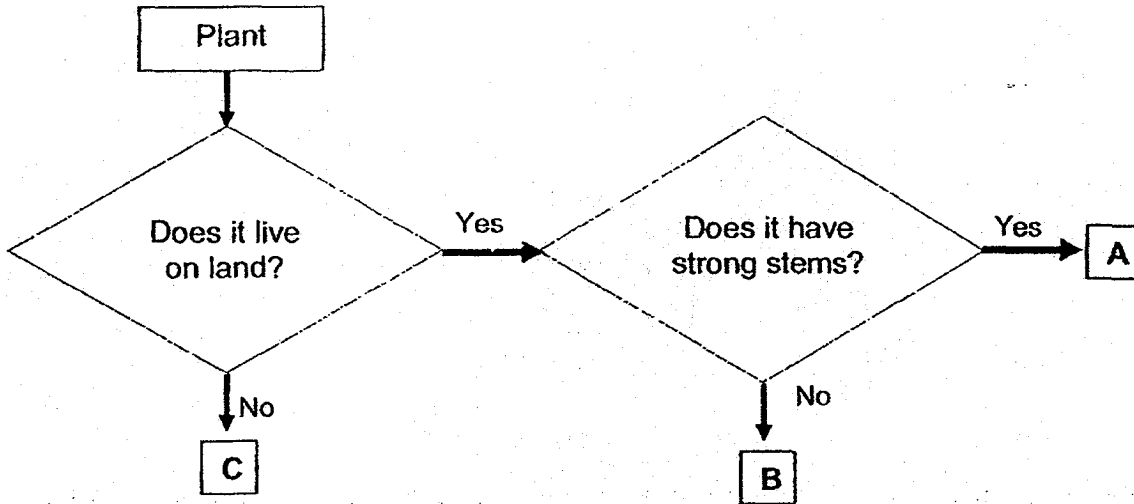 Plant
Does it live
on land?
Yes
Does it have
strong stems?
Yes
A
No
C
No
B